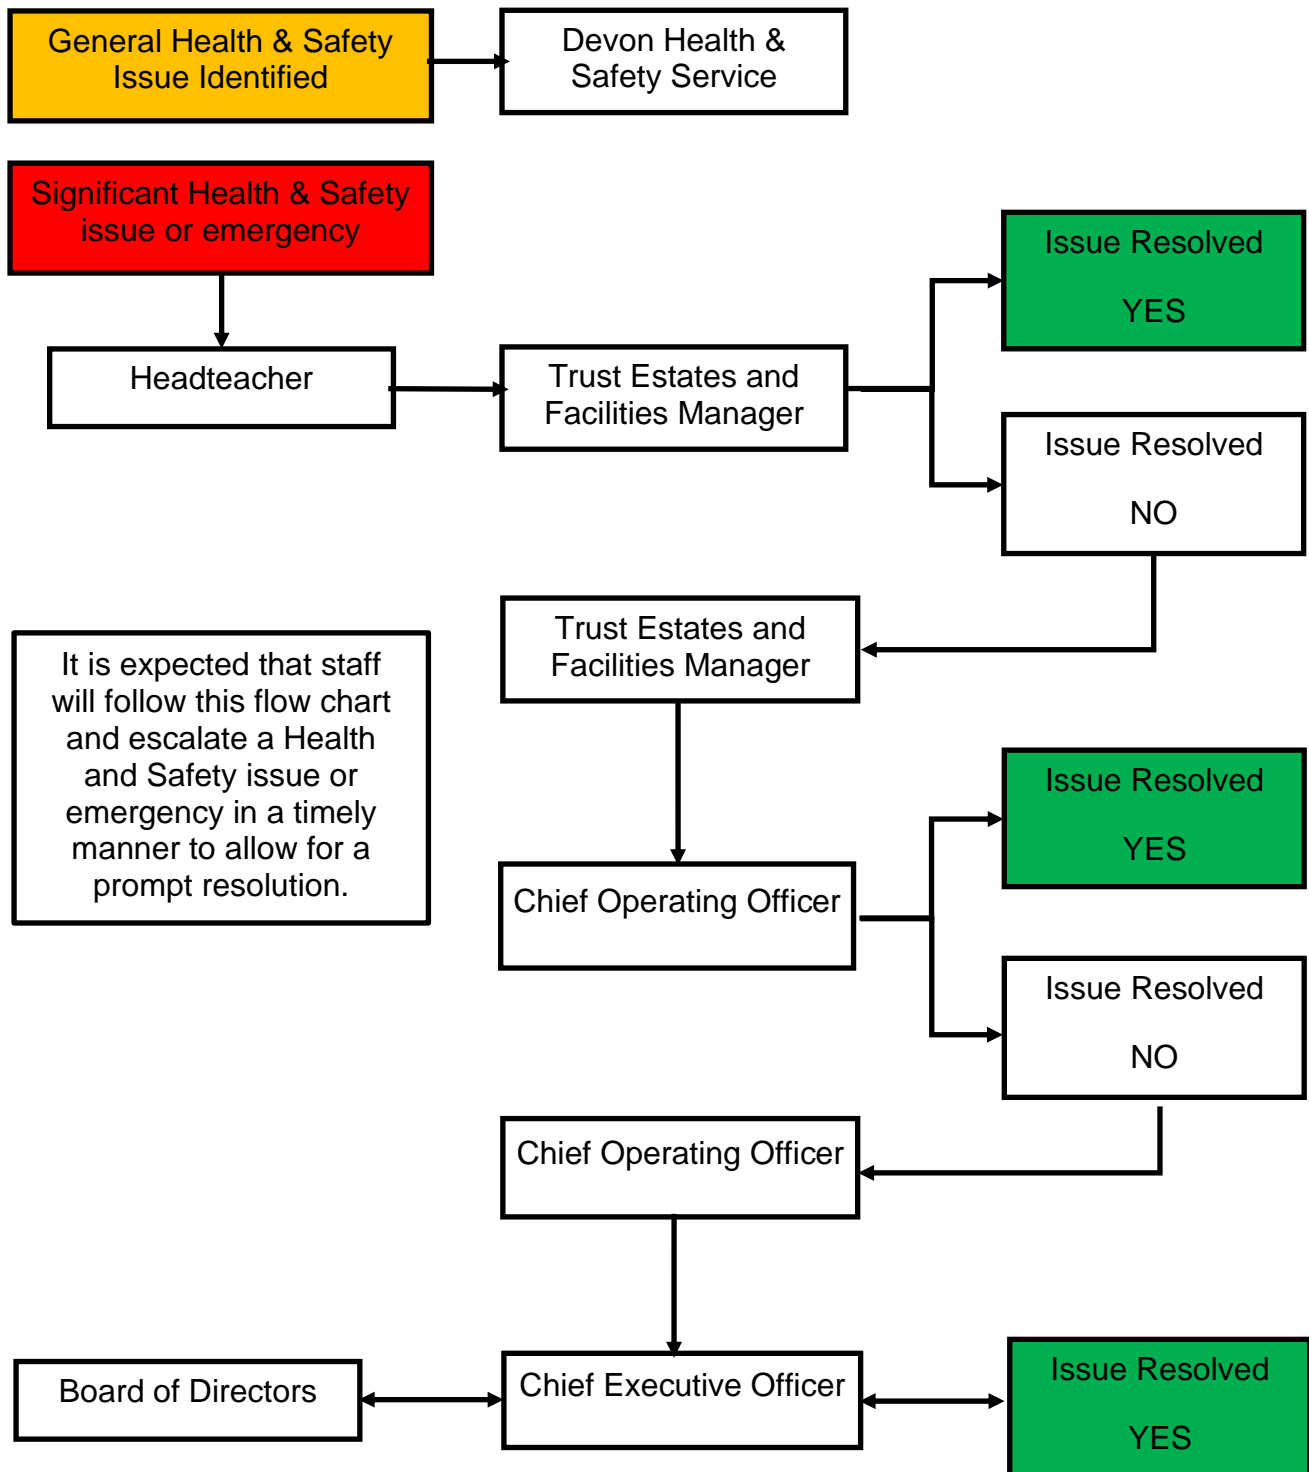 General Health & Safety
Issue Identified
Devon Health &
Safety Service
Significant Health & Safety
issue or emergency
Issue Resolved
YES
Headteacher
Trust Estates and
Facilities Manager
Issue Resolved
NO
Trust Estates and
Facilities Manager
It is expected that staff
will follow this flow chart
and escalate a Health
and Safety issue or
emergency in a timely
manner to allow for a
prompt resolution.
Issue Resolved
YES
Chief Operating Officer
Issue Resolved
NO
Chief Operating Officer
Board of Directors
Chief Executive Officer
Issue Resolved
YES